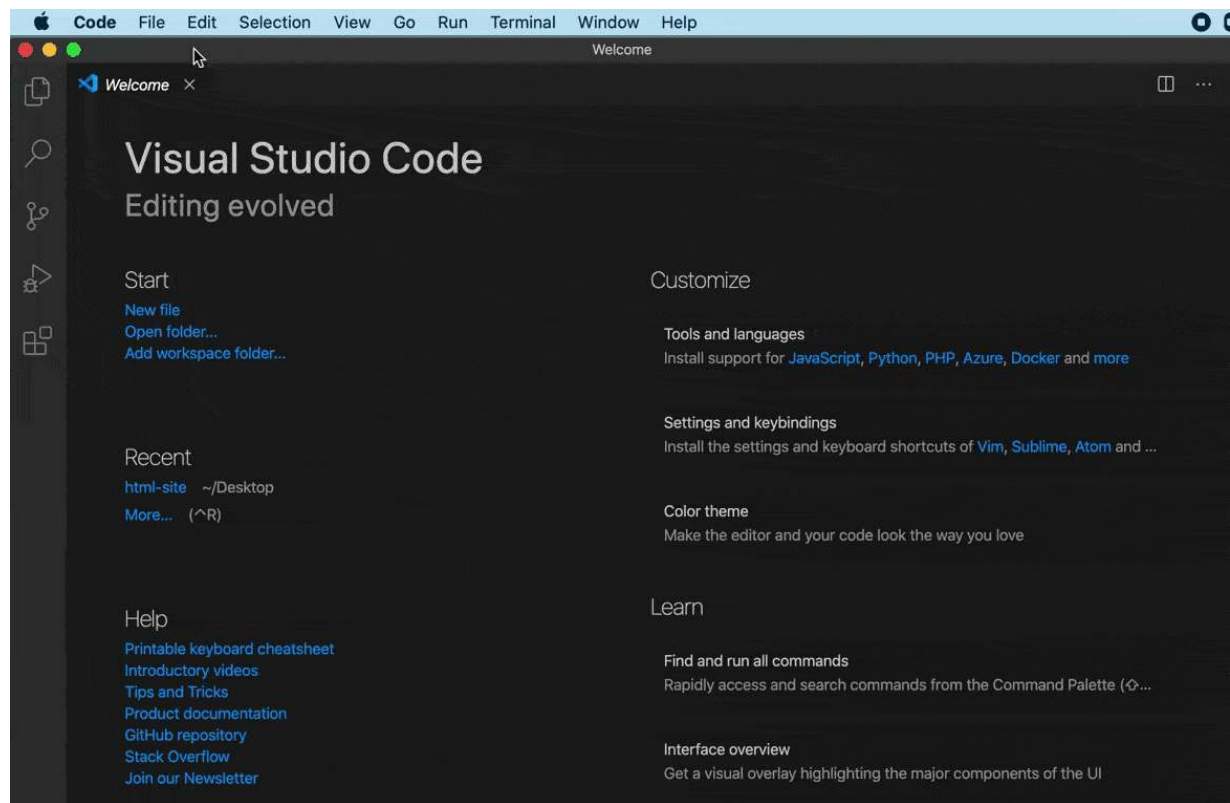 Code File Edit Selection View Go Run Terminal Window Help
Welcome
Welcome
Visual Studio Code
Editing evolved
Start
New file
Open folder...
Add workspace folder...
Recent
html-site ~/Desktop
More... (^R)
Help
Printable keyboard cheatsheet
Introductory videos
Tips and Tricks
Product documentation
GitHub repository
Stack Overflow
Join our Newsletter
Customize
Tools and languages
Install support for JavaScript, Python, PHP, Azure, Docker and more
Settings and keybindings
Install the settings and keyboard shortcuts of Vim, Sublime, Atom and ...
Color theme
Make the editor and your code look the way you love
Learn
Find and run all commands
Rapidly access and search commands from the Command Palette (⇧...
Interface overview
Get a visual overlay highlighting the major components of the UI